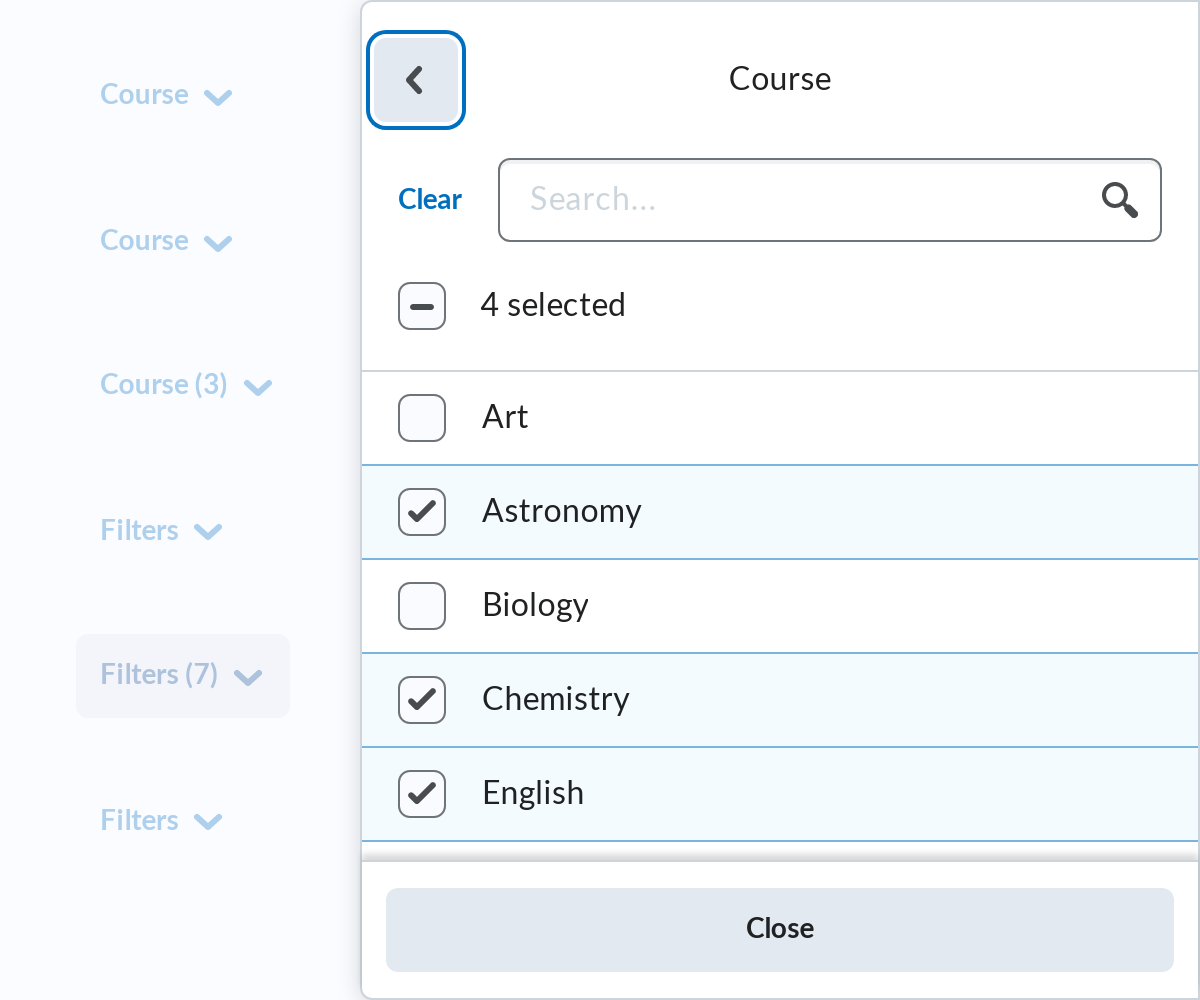 Course
Course
Course (3)
Filters
Filters (7)
Filters
Course
Clear
Search...
4 selected
Art
Astronomy
Biology
Chemistry
English
Close